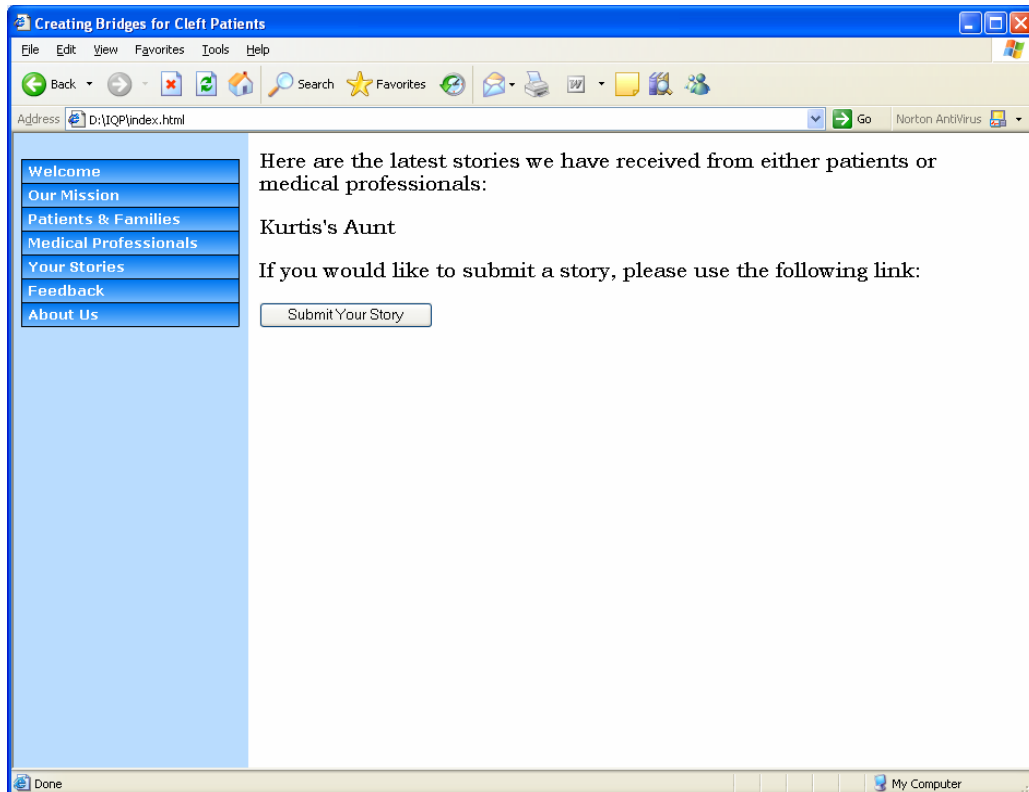 Creating Bridges for Cleft Patients
File Edit View Favorites Tools Help
Back Search Favorites W
Address D:\IQP\index.html Go Norton AntiVirus
Welcome
Our Mission
Patients & Families
Medical Professionals
Your Stories
Feedback
About Us
Here are the latest stories we have received from either patients or
medical professionals:
Kurtis's Aunt
If you would like to submit a story, please use the following link:
Submit Your Story
Done My Computer